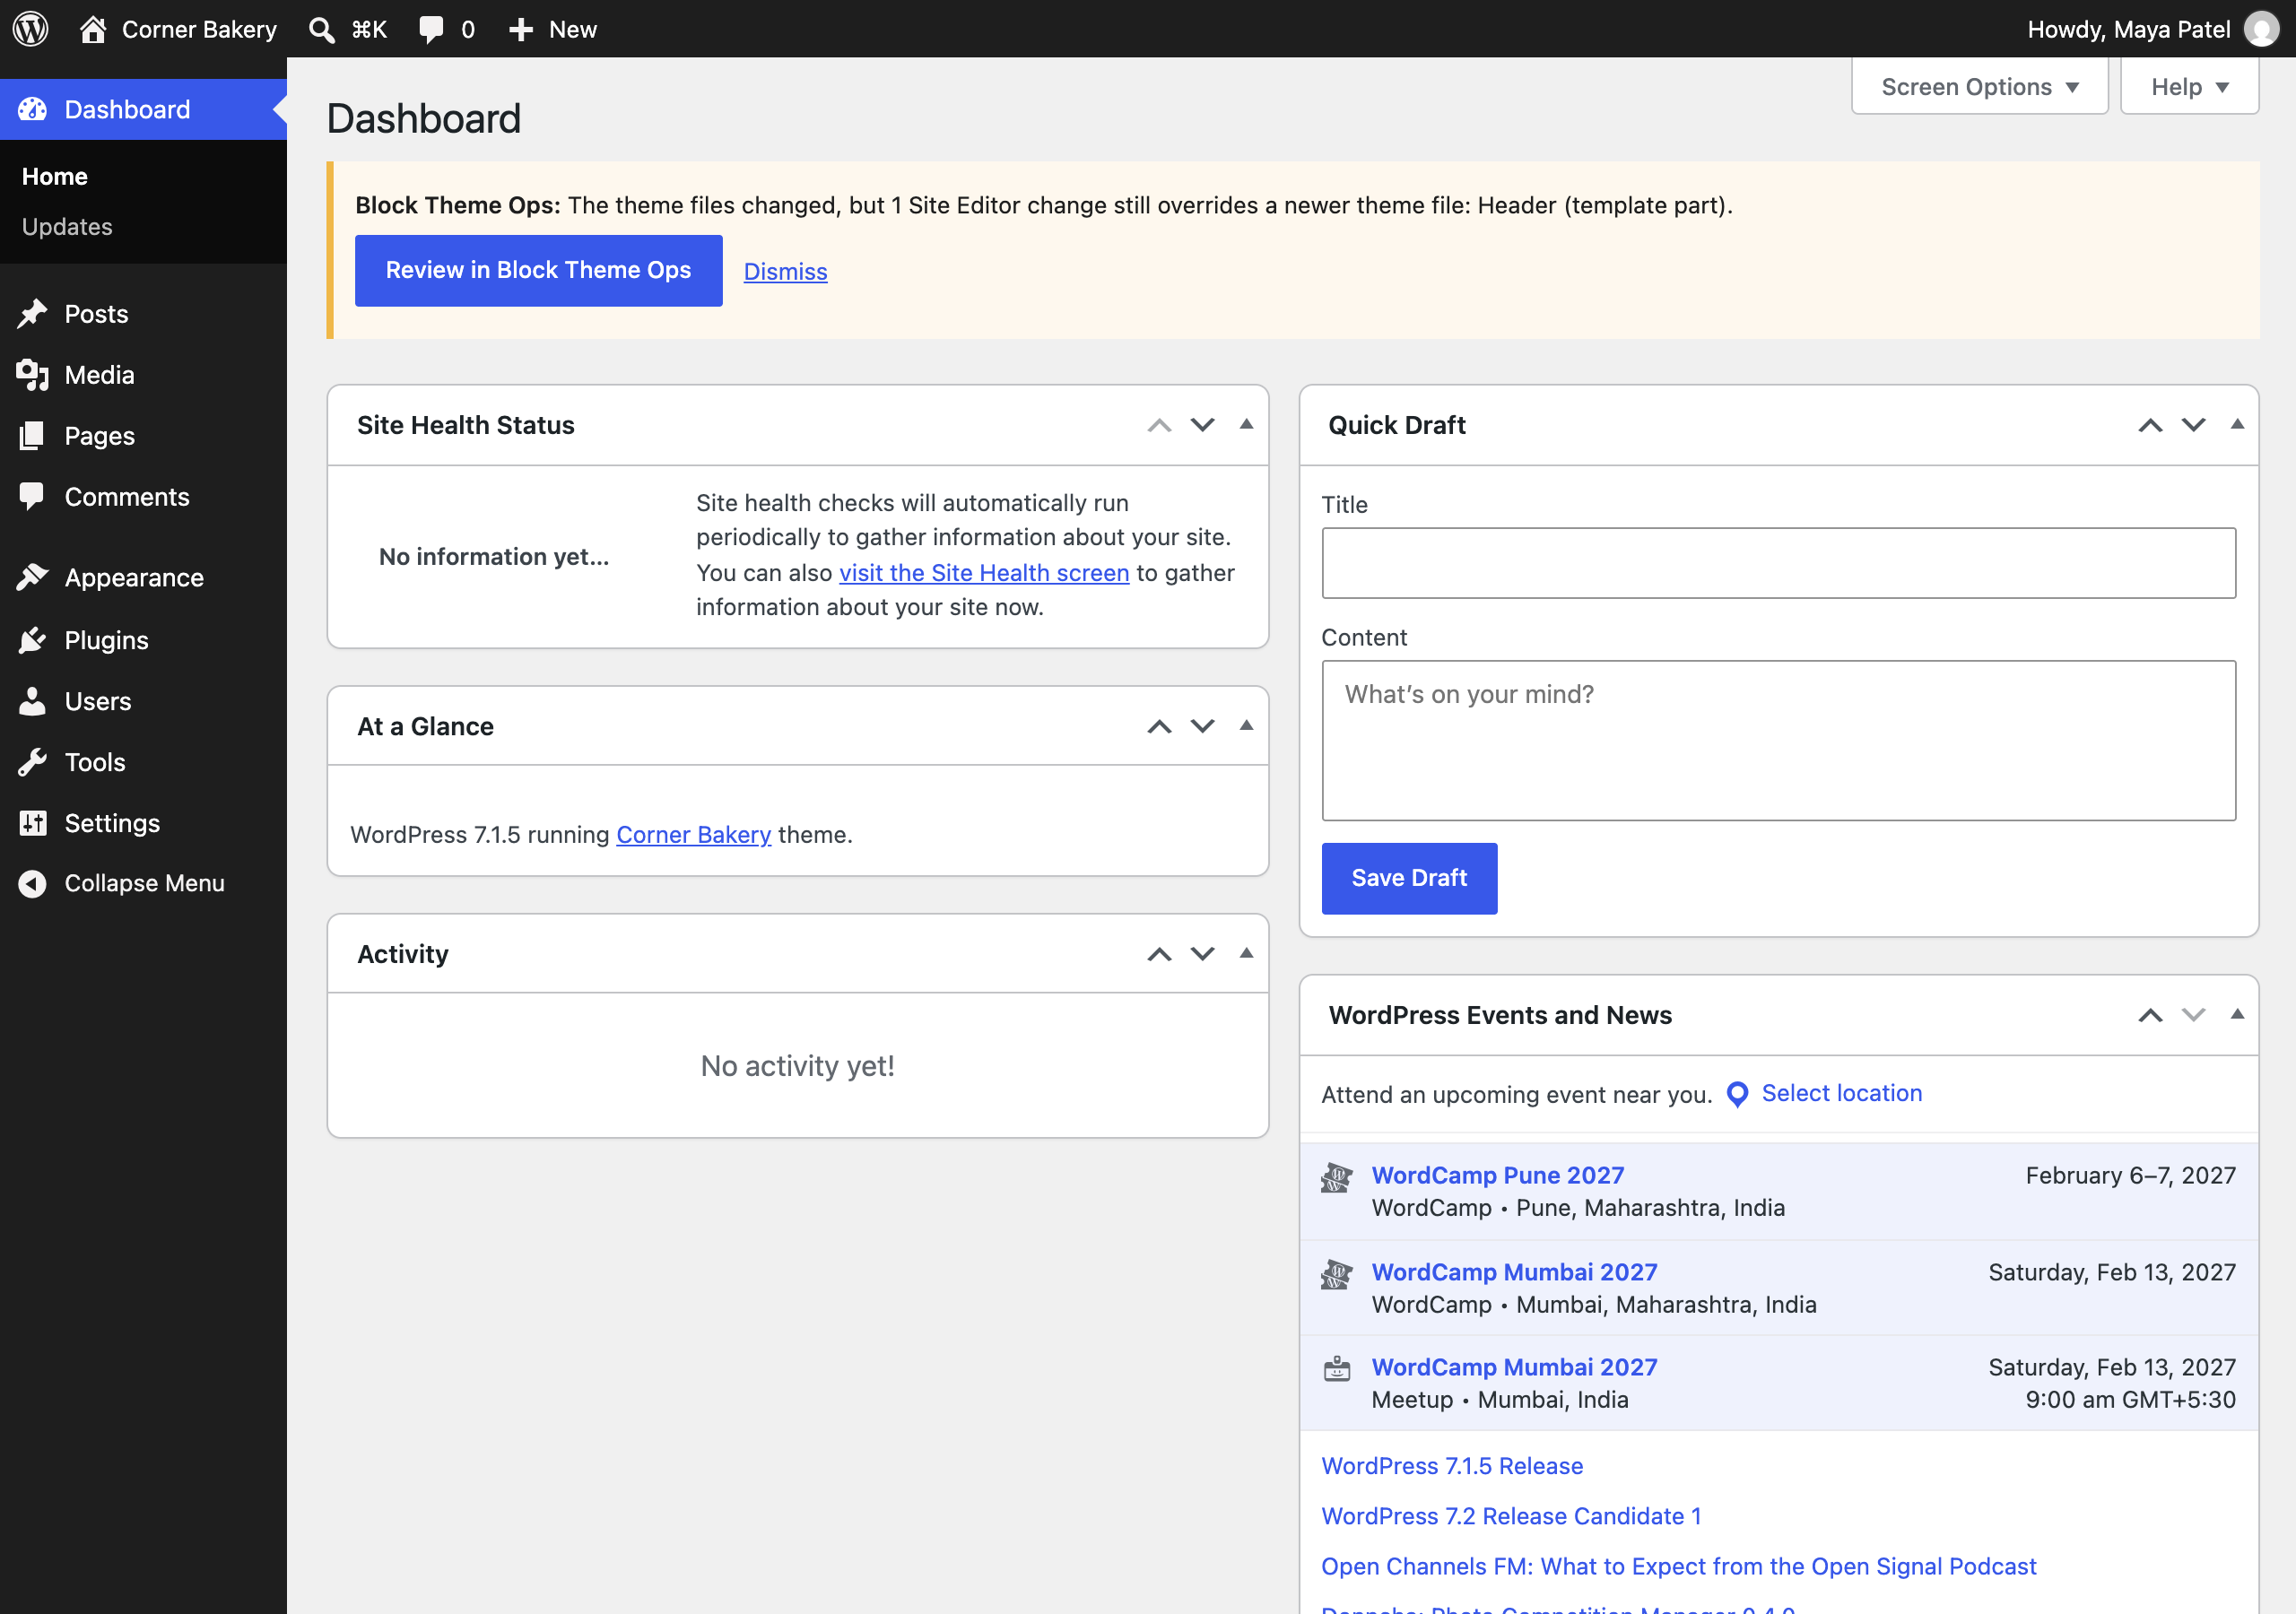 Corner Bakery
⌘K
0
New
Howdy, Maya Patel
Dashboard
Home
Updates
Posts
Media
Pages
Comments
Appearance
Plugins
Users
Tools
Settings
Collapse Menu
Screen Options
Help
Dashboard
Block Theme Ops: The theme files changed, but 1 Site Editor change still overrides a newer theme file: Header (template part).
Review in Block Theme Ops
Dismiss
Site Health Status
No information yet...
Site health checks will automatically run
periodically to gather information about your site.
You can also visit the Site Health screen to gather
information about your site now.
At a Glance
WordPress 7.1.5 running Corner Bakery theme.
Activity
No activity yet!
Quick Draft
Title
Content
What’s on your mind?
Save Draft
WordPress Events and News
Attend an upcoming event near you.
Select location
WordCamp Pune 2027
February 6–7, 2027
WordCamp • Pune, Maharashtra, India
WordCamp Mumbai 2027
Saturday, Feb 13, 2027
WordCamp • Mumbai, Maharashtra, India
WordCamp Mumbai 2027
Saturday, Feb 13, 2027
Meetup • Mumbai, India
9:00 am GMT+5:30
WordPress 7.1.5 Release
WordPress 7.2 Release Candidate 1
Open Channels FM: What to Expect from the Open Signal Podcast
Photo Competition Manager